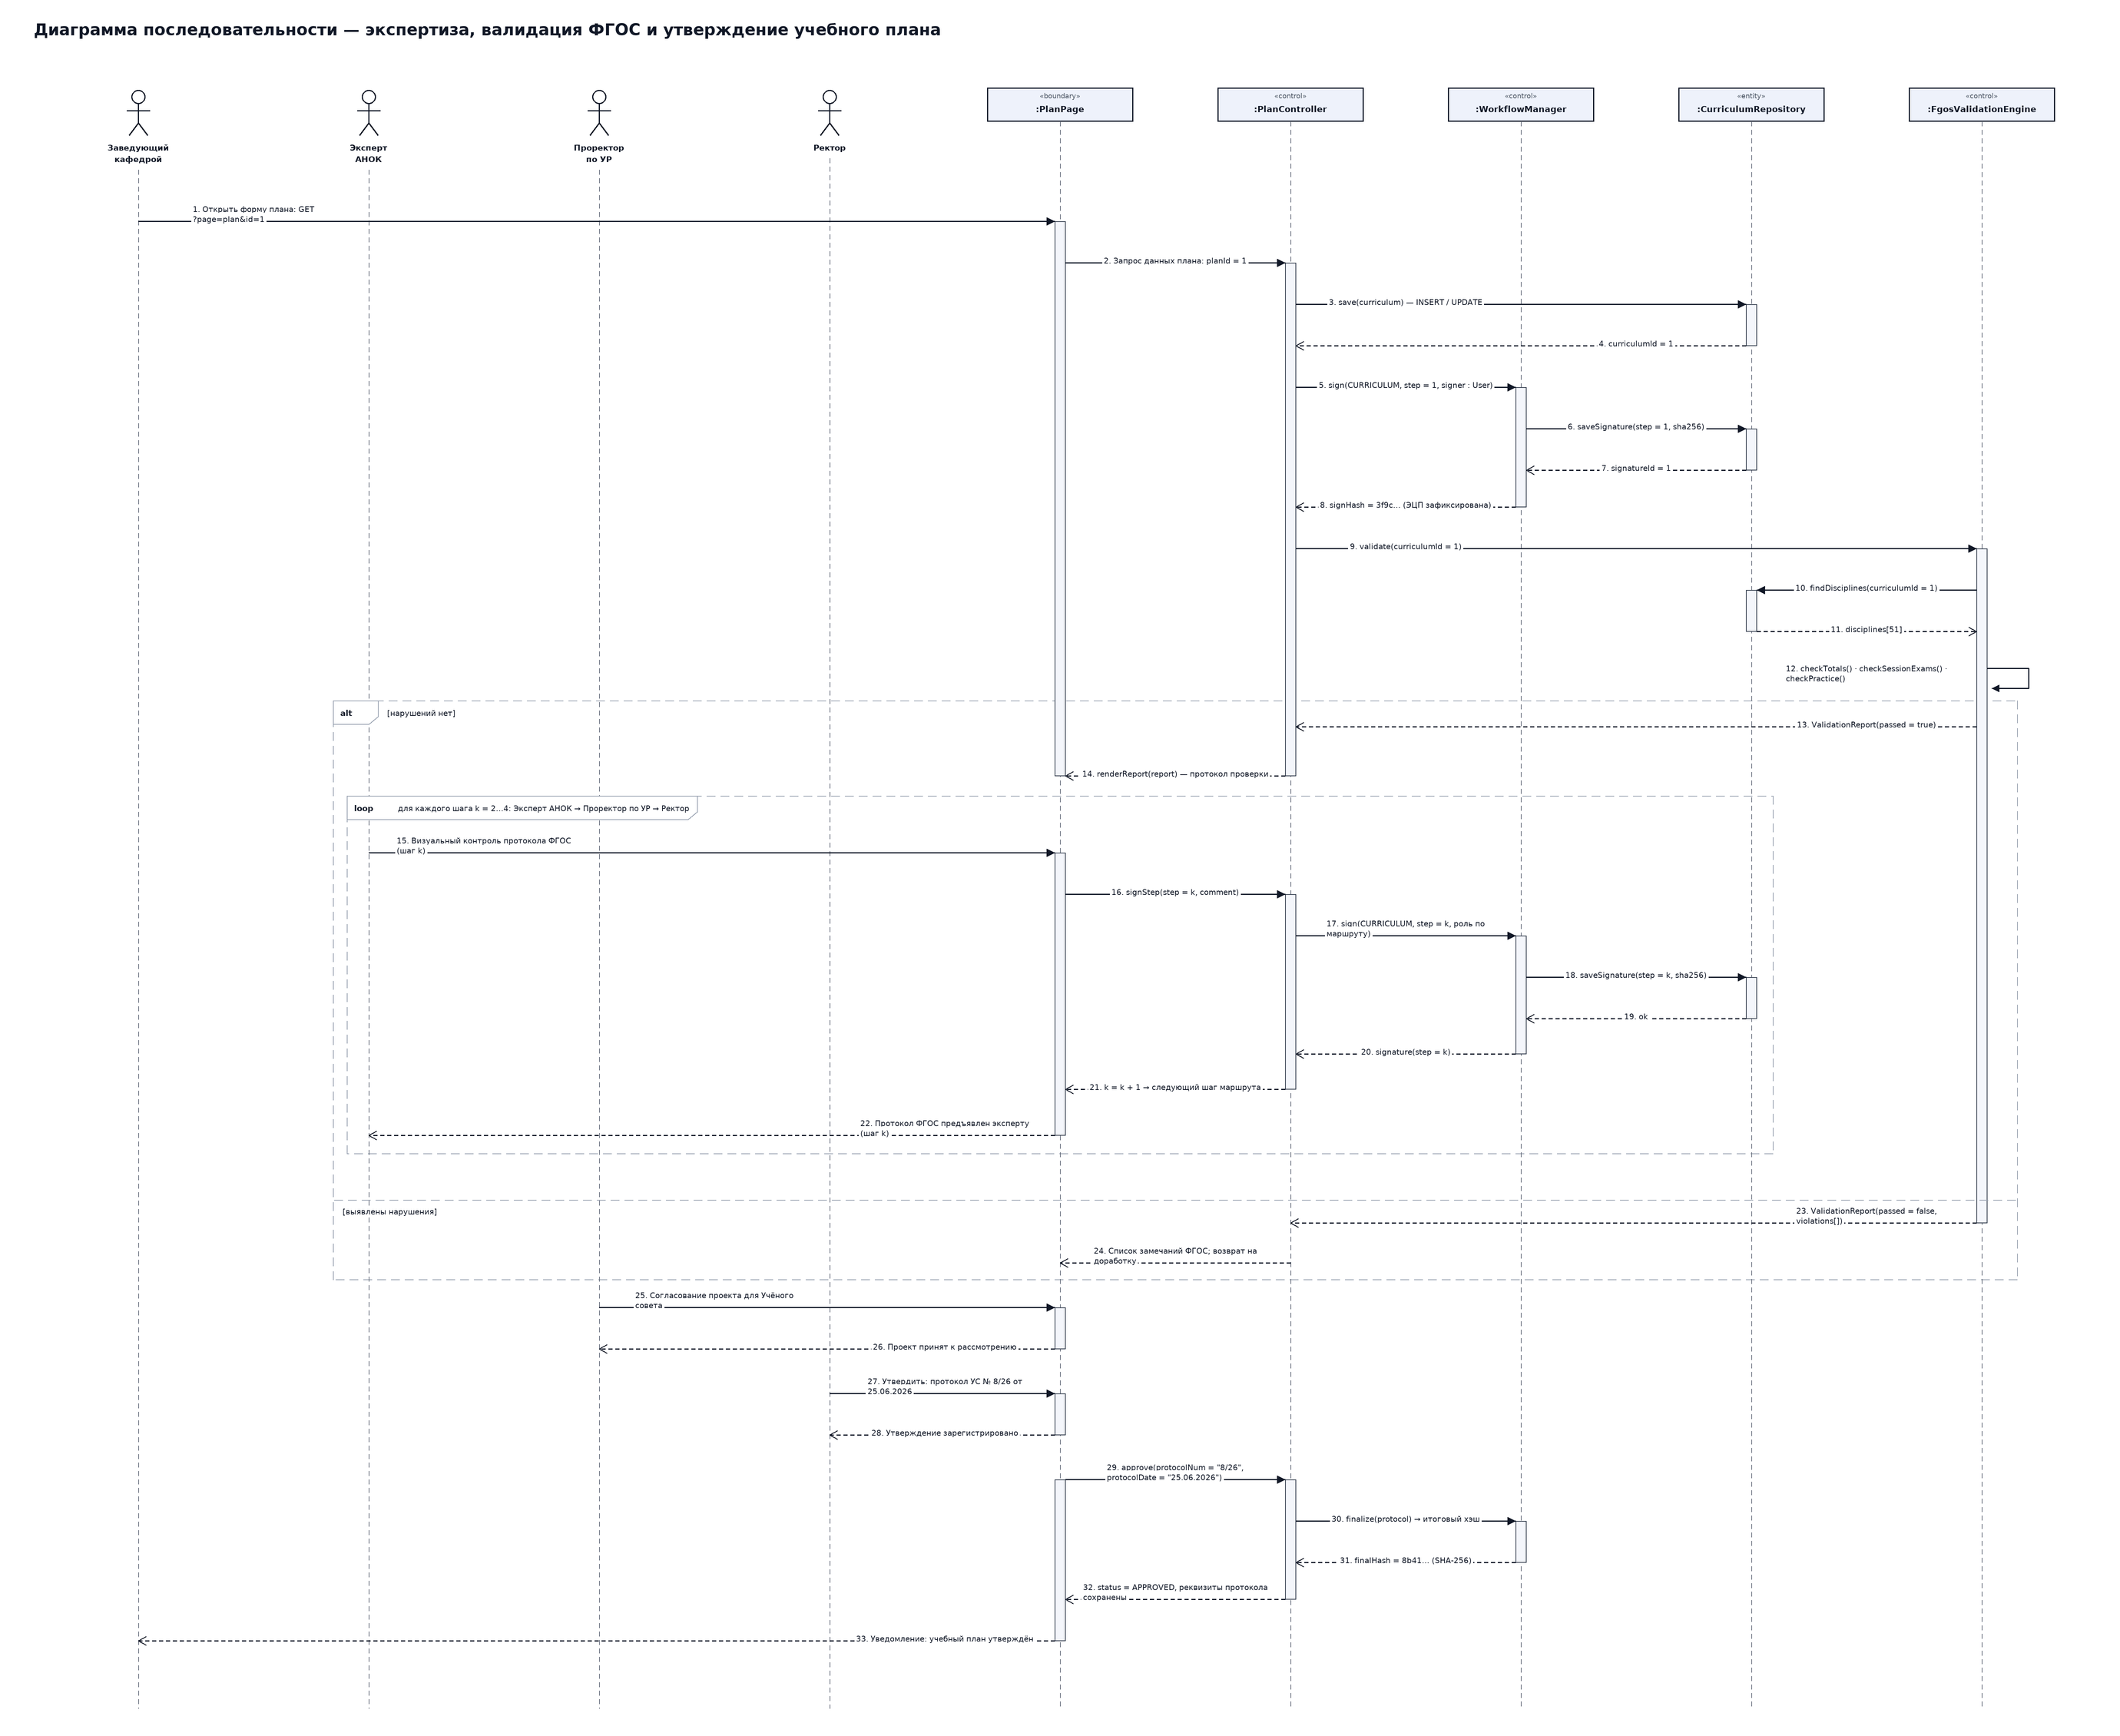 Диаграмма последовательности — экспертиза, валидация ФГОС и утверждение учебного плана
Заведующий
кафедрой
Эксперт
АНОК
Проректор
по УР
Ректор
«boundary»
:PlanPage
«control»
:PlanController
«control»
:WorkflowManager
«entity»
:CurriculumRepository
«control»
:FgosValidationEngine
1. Открыть форму плана: GET
?page=plan&id=1
2. Запрос данных плана: planId = 1
3. save(curriculum) — INSERT / UPDATE
4. curriculumId = 1
5. sign(CURRICULUM, step = 1, signer : User)
6. saveSignature(step = 1, sha256)
7. signatureId = 1
8. signHash = 3f9c… (ЭЦП зафиксирована)
9. validate(curriculumId = 1)
10. findDisciplines(curriculumId = 1)
11. disciplines[51]
12. checkTotals() · checkSessionExams() ·
checkPractice()
alt
[нарушений нет]
13. ValidationReport(passed = true)
14. renderReport(report) — протокол проверки
loop
для каждого шага k = 2…4: Эксперт АНОК → Проректор по УР → Ректор
15. Визуальный контроль протокола ФГОС
(шаг k)
16. signStep(step = k, comment)
17. sign(CURRICULUM, step = k, роль по
маршруту)
18. saveSignature(step = k, sha256)
19. ok
20. signature(step = k)
21. k = k + 1 → следующий шаг маршрута
22. Протокол ФГОС предъявлен эксперту
(шаг k)
[выявлены нарушения]
23. ValidationReport(passed = false,
violations[])
24. Список замечаний ФГОС; возврат на
доработку
25. Согласование проекта для Учёного
совета
26. Проект принят к рассмотрению
27. Утвердить: протокол УС № 8/26 от
25.06.2026
28. Утверждение зарегистрировано
29. approve(protocolNum = "8/26",
protocolDate = "25.06.2026")
30. finalize(protocol) → итоговый хэш
31. finalHash = 8b41… (SHA-256)
32. status = APPROVED, реквизиты протокола
сохранены
33. Уведомление: учебный план утверждён